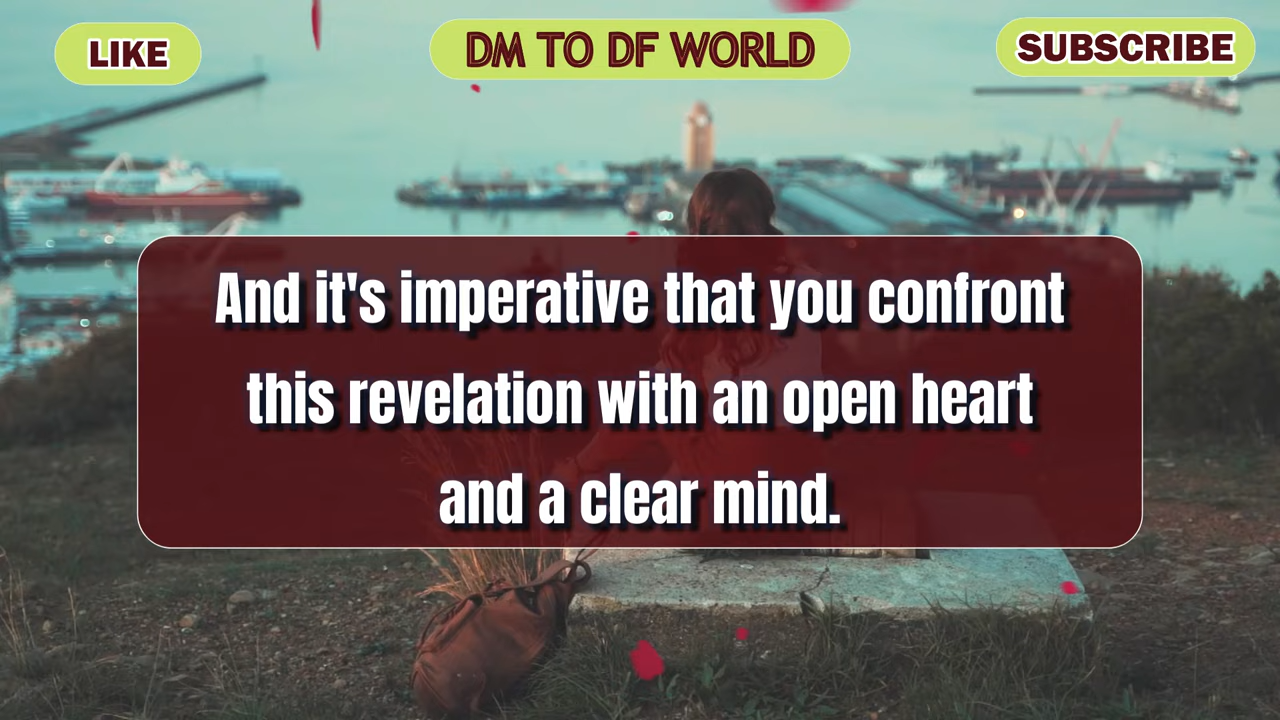 LIKE
DM TO DF WORLD
SUBSCRIBE
And it's imperative that you confront
this revelation with an open heart
and a clear mind.